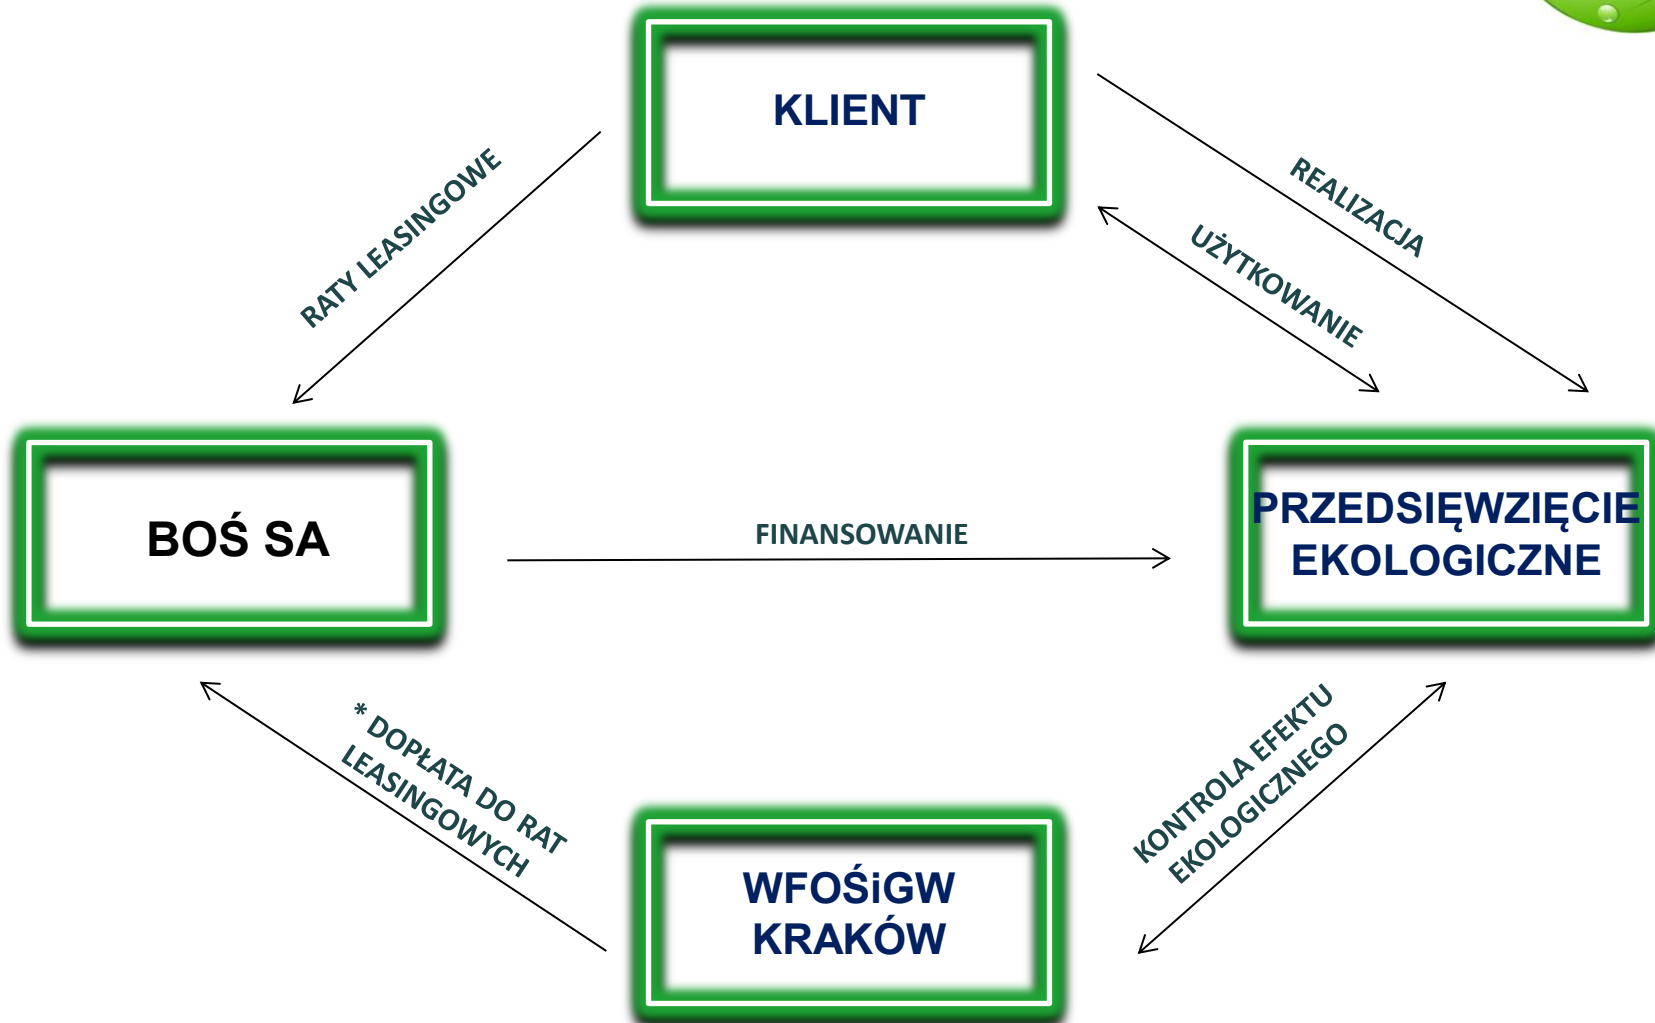 KLIENT
RATY LEASINGOWE
REALIZACJA
UŻYTKOWANIE
BOŚ SA
FINANSOWANIE
PRZEDSIĘWZIĘCIE
EKOLOGICZNE
* DOPŁATA DO RAT
LEASINGOWYCH
KONTROLA EFEKTU
EKOLOGICZNEGO
WFOŚiGW
KRAKÓW